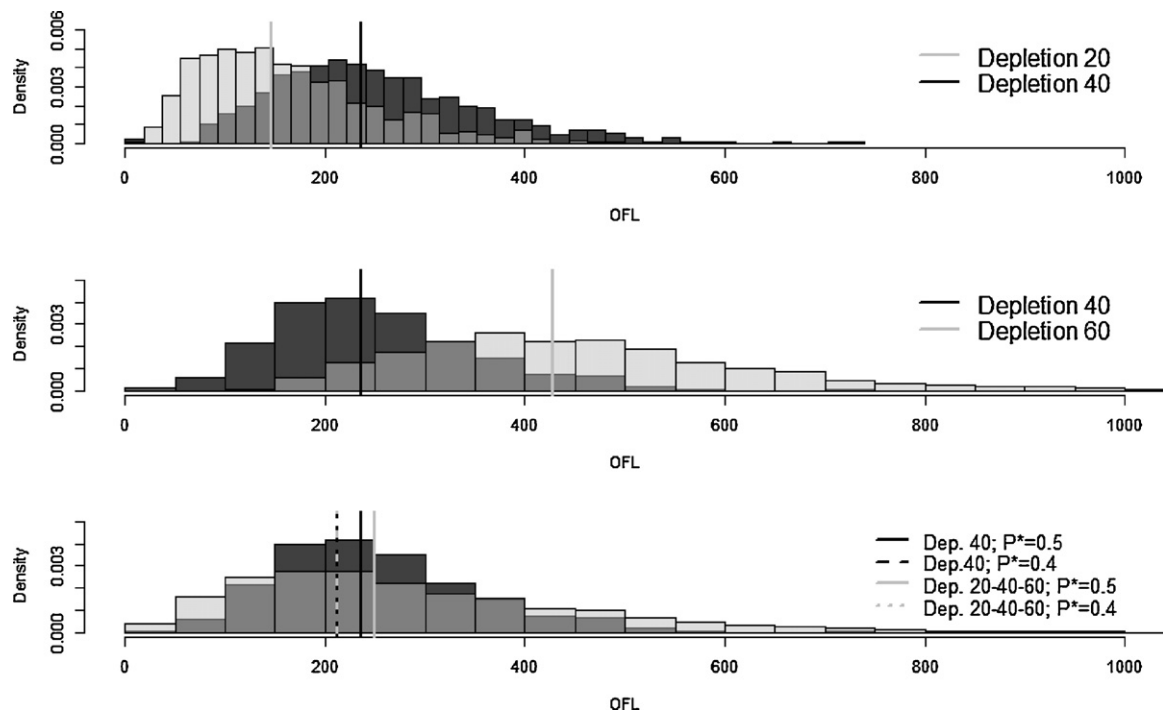 0.006
0.003
0.000
Density
Depletion 20
Depletion 40
0 200 400 600 800 1000
OFL
0.003
0.000
Density
Depletion 40
Depletion 60
0 200 400 600 800 1000
OFL
0.003
0.000
Density
Dep. 40; P*=0.5
Dep.40; P*=0.4
Dep. 20-40-60; P*=0.5
Dep. 20-40-60; P*=0.4
0 200 400 600 800 1000
OFL